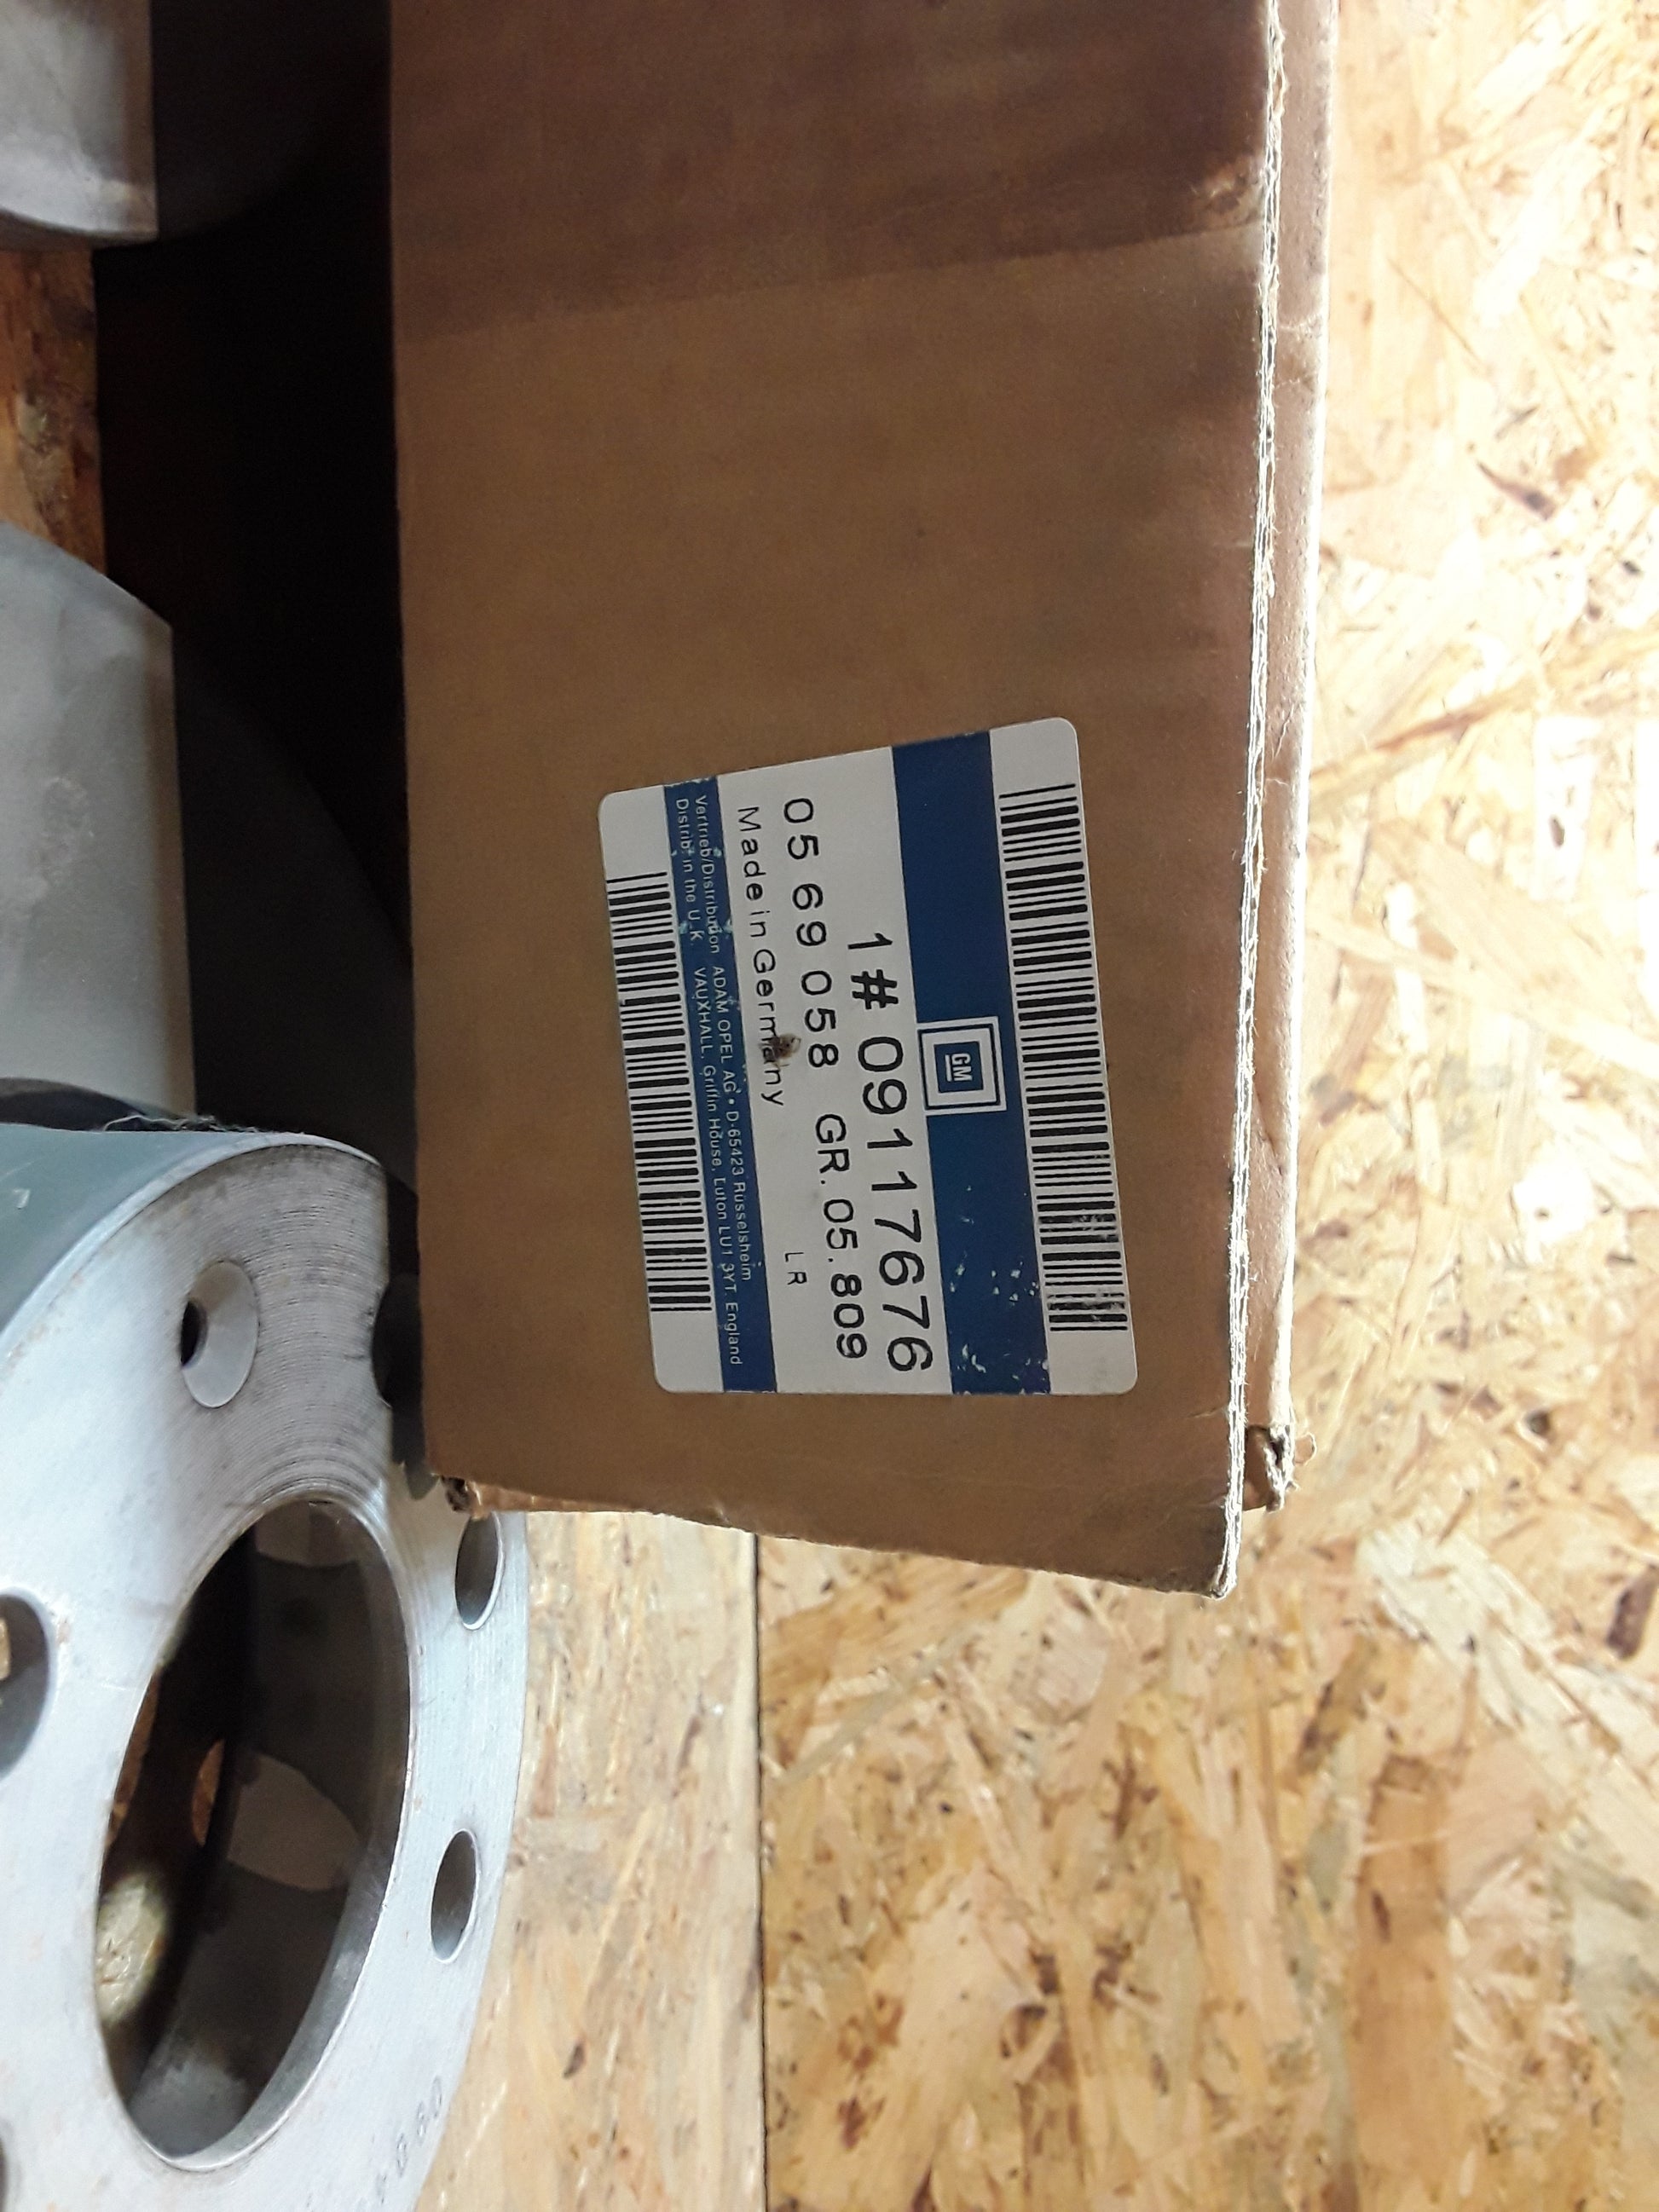 GM
1# 09117676
05 69 058 GR. 05.809
Made in Germany
LR
Vertrieb/Distribution ADAM OPEL AG • D-65423 Rüsselsheim
Distrib. in the U.K. VAUXHALL, Griffin House, Luton LU1 3YT England